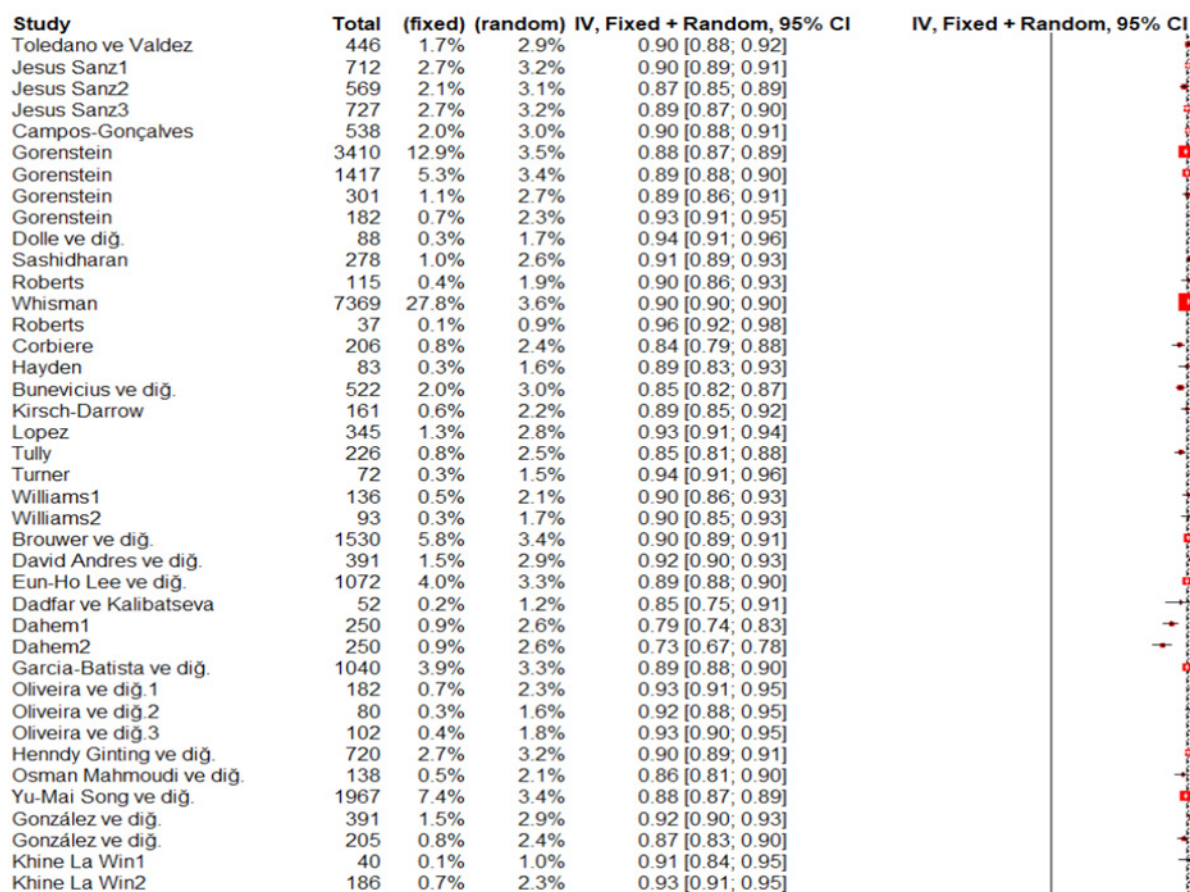 Study Total (fixed) (random) IV, Fixed + Random, 95% CI IV, Fixed + Random, 95% CI
Toledano ve Valdez 446 1.7% 2.9% 0.90 [0.88; 0.92]
Jesus Sanz1 712 2.7% 3.2% 0.90 [0.89; 0.91]
Jesus Sanz2 569 2.1% 3.1% 0.87 [0.85; 0.89]
Jesus Sanz3 727 2.7% 3.2% 0.89 [0.87; 0.90]
Campos-Gonçalves 538 2.0% 3.0% 0.90 [0.88; 0.91]
Gorenstein 3410 12.9% 3.5% 0.88 [0.87; 0.89]
Gorenstein 1417 5.3% 3.4% 0.89 [0.88; 0.90]
Gorenstein 301 1.1% 2.7% 0.89 [0.86; 0.91]
Gorenstein 182 0.7% 2.3% 0.93 [0.91; 0.95]
Dolle ve diğ. 88 0.3% 1.7% 0.94 [0.91; 0.96]
Sashidharan 278 1.0% 2.6% 0.91 [0.89; 0.93]
Roberts 115 0.4% 1.9% 0.90 [0.86; 0.93]
Whisman 7369 27.8% 3.6% 0.90 [0.90; 0.90]
Roberts 37 0.1% 0.9% 0.96 [0.92; 0.98]
Corbiere 206 0.8% 2.4% 0.84 [0.79; 0.88]
Hayden 83 0.3% 1.6% 0.89 [0.83; 0.93]
Bunevicius ve diğ. 522 2.0% 3.0% 0.85 [0.82; 0.87]
Kirsch-Darrow 161 0.6% 2.2% 0.89 [0.85; 0.92]
Lopez 345 1.3% 2.8% 0.93 [0.91; 0.94]
Tully 226 0.8% 2.5% 0.85 [0.81; 0.88]
Turner 72 0.3% 1.5% 0.94 [0.91; 0.96]
Williams1 136 0.5% 2.1% 0.90 [0.86; 0.93]
Williams2 93 0.3% 1.7% 0.90 [0.85; 0.93]
Brouwer ve diğ. 1530 5.8% 3.4% 0.90 [0.89; 0.91]
David Andres ve diğ. 391 1.5% 2.9% 0.92 [0.90; 0.93]
Eun-Ho Lee ve diğ. 1072 4.0% 3.3% 0.89 [0.88; 0.90]
Dadfar ve Kalibatseva 52 0.2% 1.2% 0.85 [0.75; 0.91]
Dahem1 250 0.9% 2.6% 0.79 [0.74; 0.83]
Dahem2 250 0.9% 2.6% 0.73 [0.67; 0.78]
Garcia-Batista ve diğ. 1040 3.9% 3.3% 0.89 [0.88; 0.90]
Oliveira ve diğ.1 182 0.7% 2.3% 0.93 [0.91; 0.95]
Oliveira ve diğ.2 80 0.3% 1.6% 0.92 [0.88; 0.95]
Oliveira ve diğ.3 102 0.4% 1.8% 0.93 [0.90; 0.95]
Henndy Ginting ve diğ. 720 2.7% 3.2% 0.90 [0.89; 0.91]
Osman Mahmoudi ve diğ. 138 0.5% 2.1% 0.86 [0.81; 0.90]
Yu-Mai Song ve diğ. 1967 7.4% 3.4% 0.88 [0.87; 0.89]
González ve diğ. 391 1.5% 2.9% 0.92 [0.90; 0.93]
González ve diğ. 205 0.8% 2.4% 0.87 [0.83; 0.90]
Khine La Win1 40 0.1% 1.0% 0.91 [0.84; 0.95]
Khine La Win2 186 0.7% 2.3% 0.93 [0.91; 0.95]